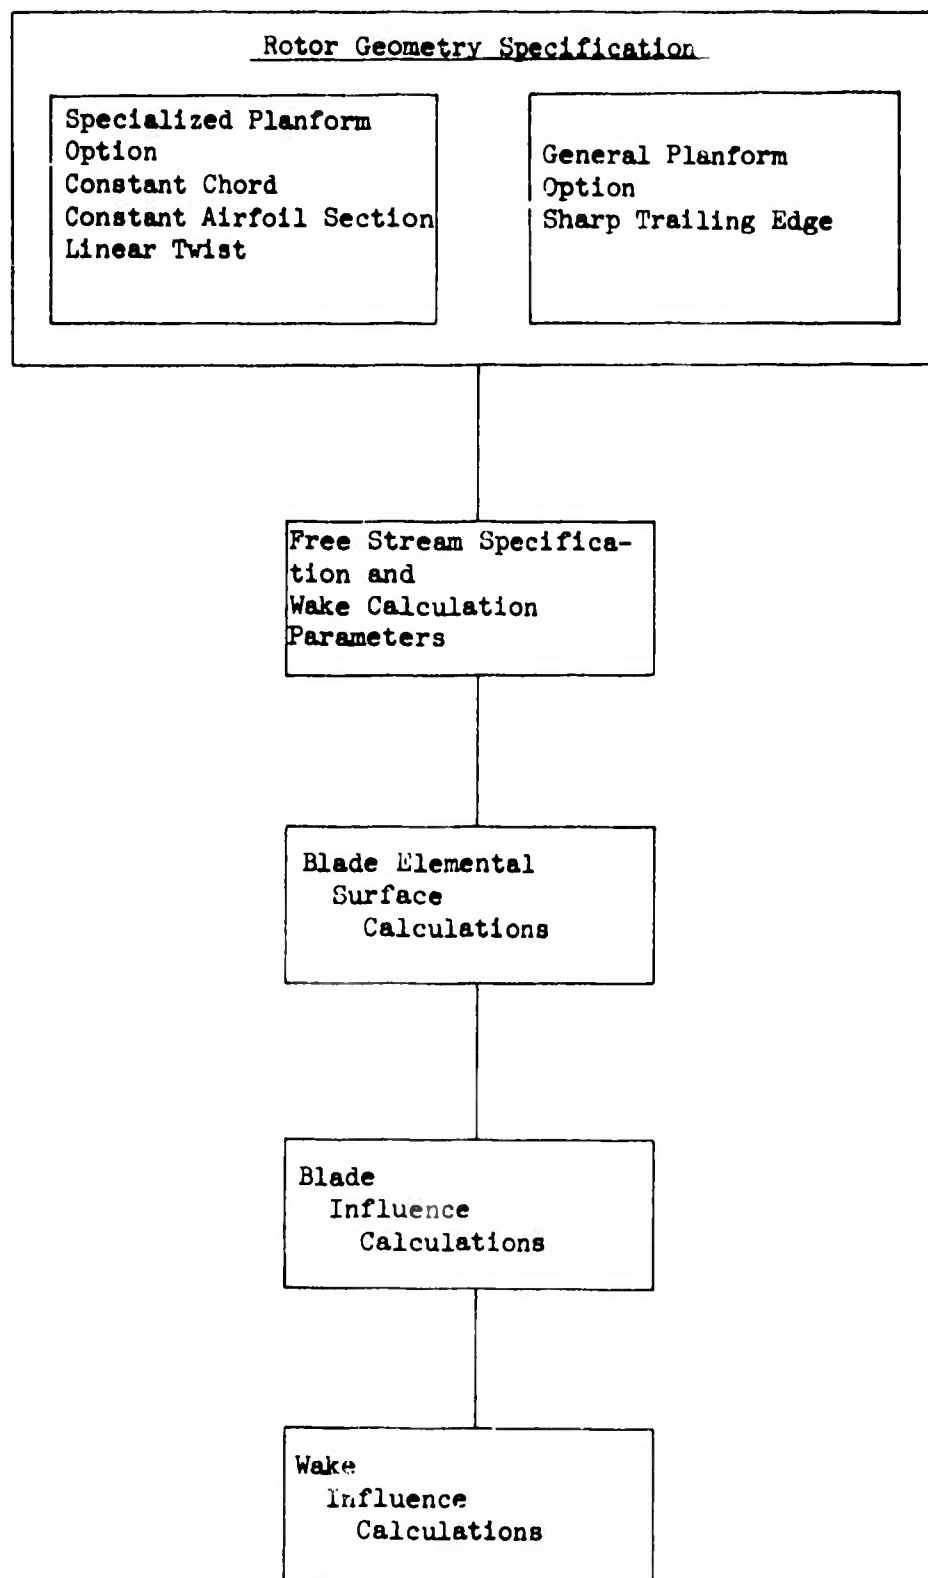 Rotor Geometry Specification
Specialized Planform
Option
Constant Chord
Constant Airfoil Section
Linear Twist
General Planform
Option
Sharp Trailing Edge
Free Stream Specifica-
tion and
Wake Calculation
Parameters
Blade Elemental
Surface
Calculations
Blade
Influence
Calculations
Wake
Influence
Calculations